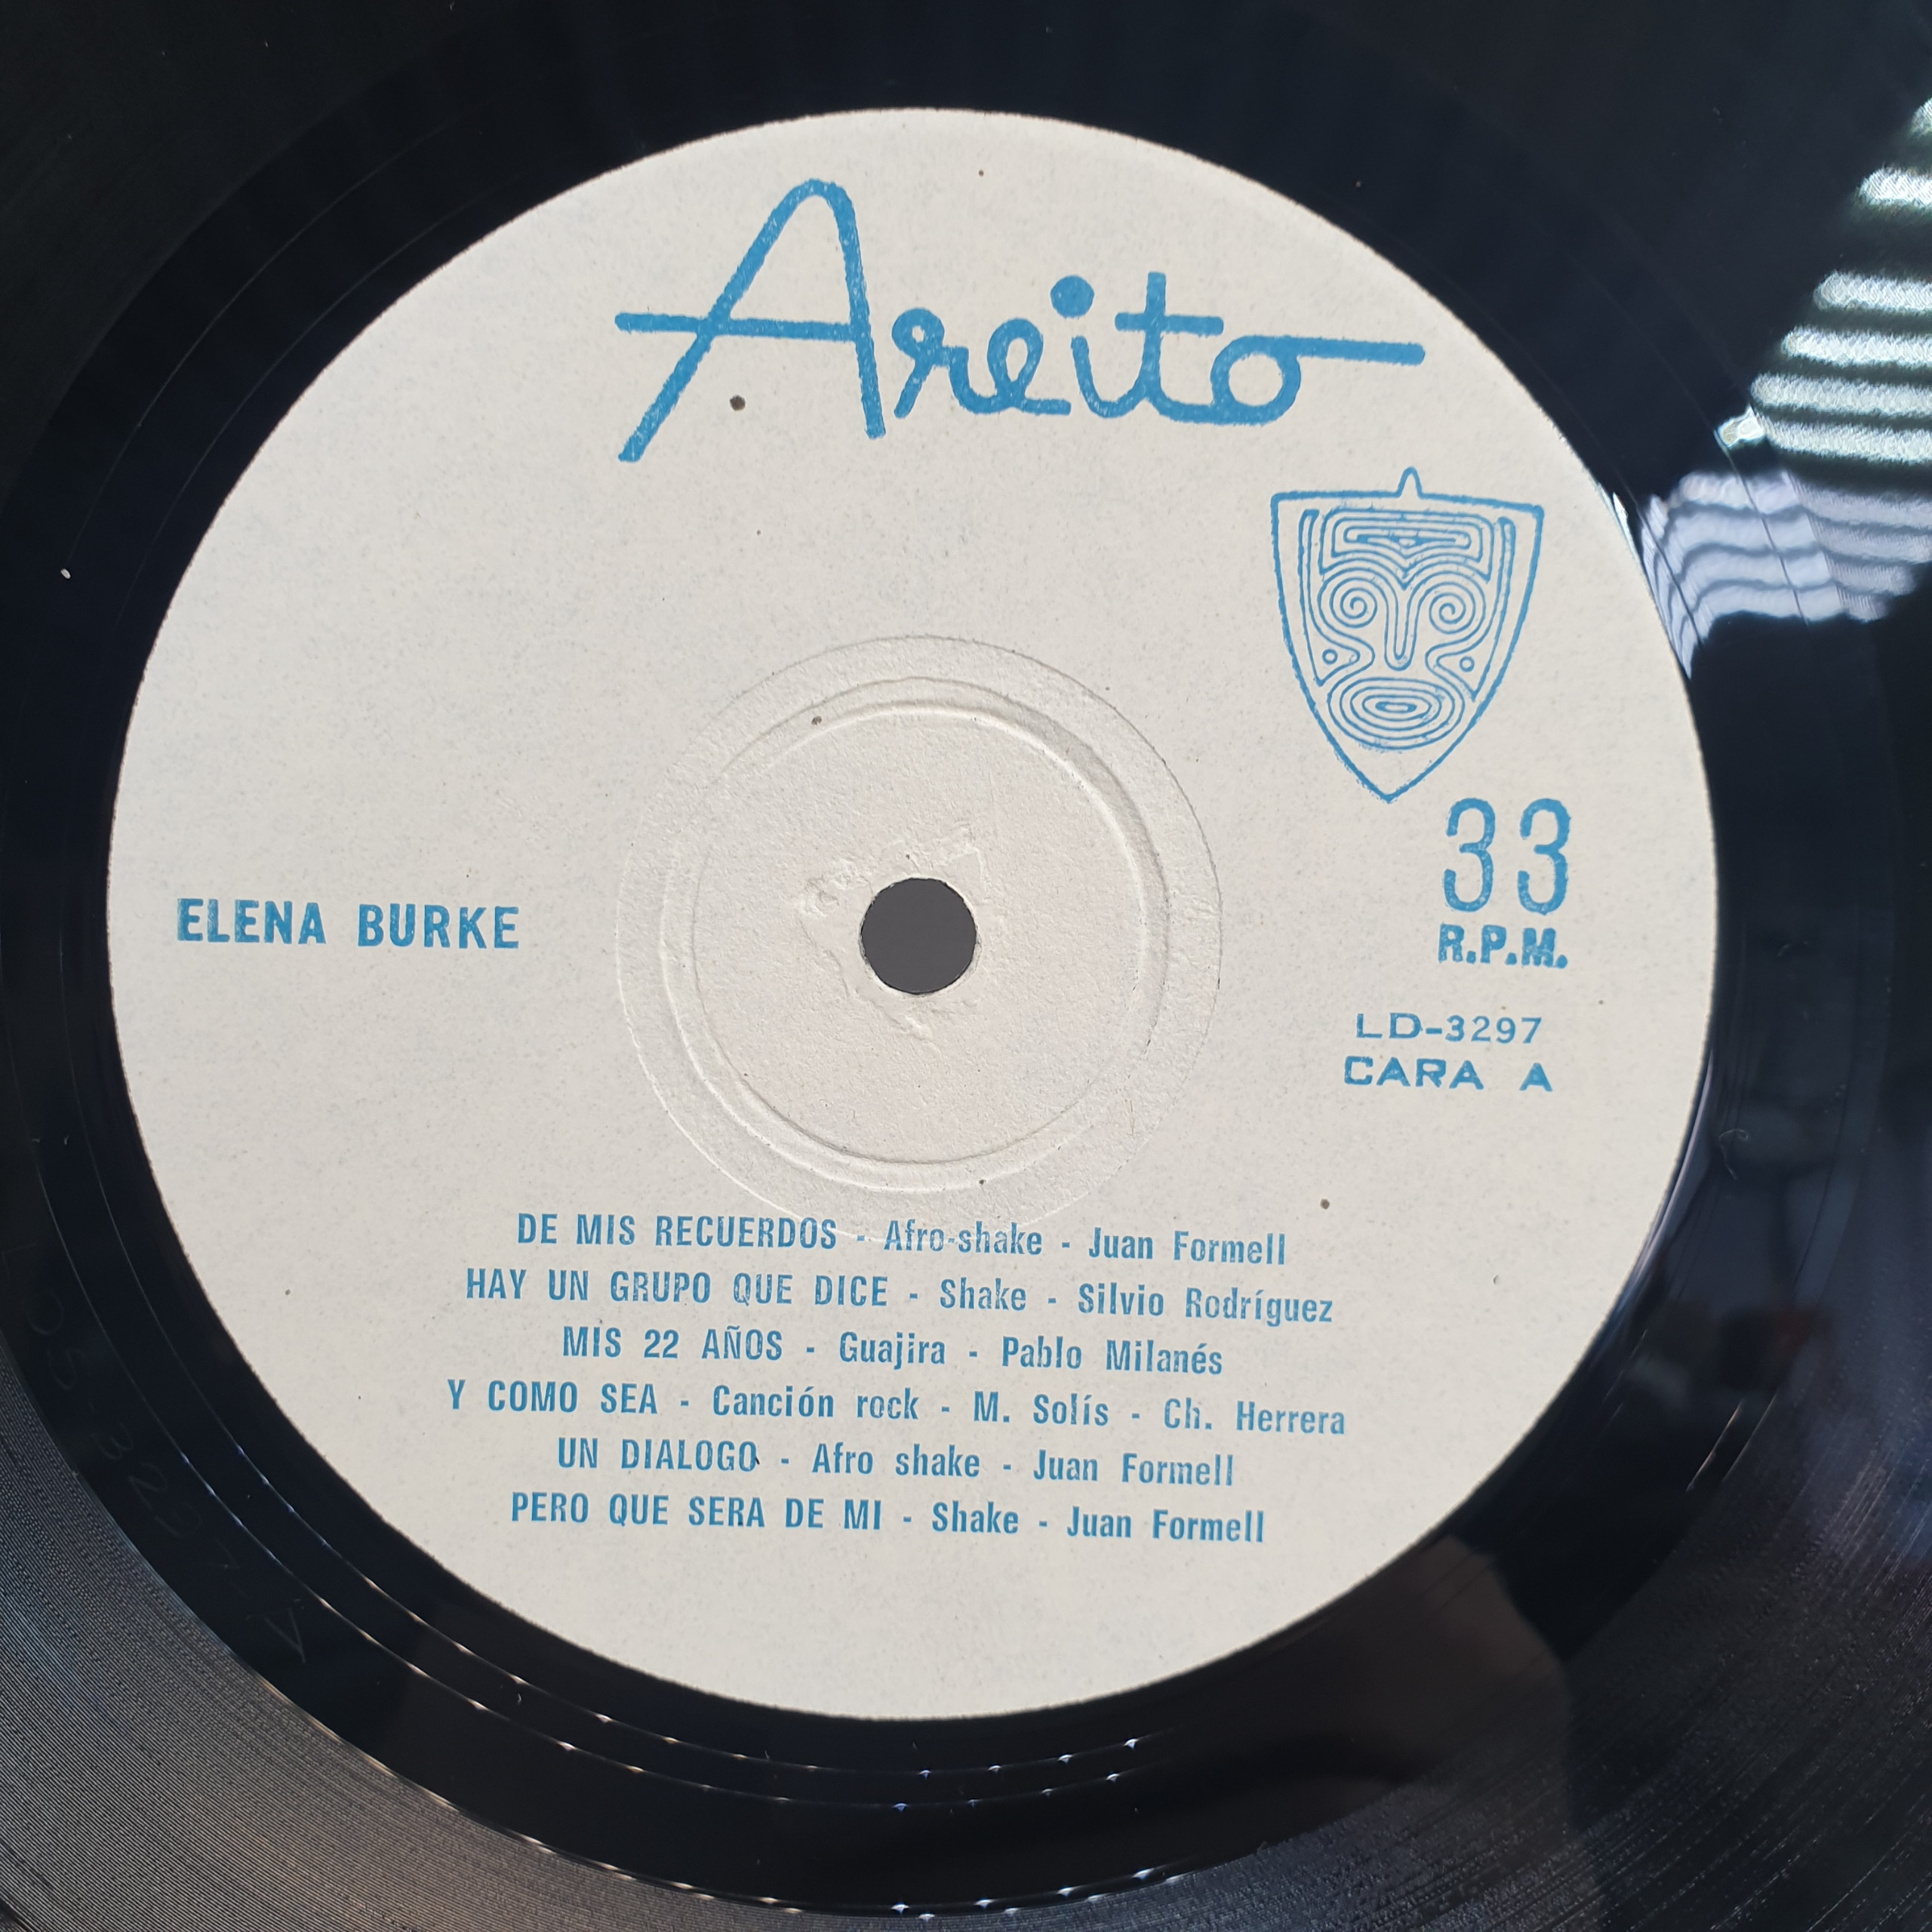 Areito
33
R.P.M.
ELENA BURKE
LD-3297
CARA A
DE MIS RECUERDOS - Afro-shake - Juan Formell
HAY UN GRUPO QUE DICE - Shake - Silvio Rodríguez
MIS 22 AÑOS - Guajira - Pablo Milanés
Y COMO SEA - Canción rock - M. Solís - Ch. Herrera
UN DIALOGO - Afro shake - Juan Formell
PERO QUE SERA DE MI - Shake - Juan Formell